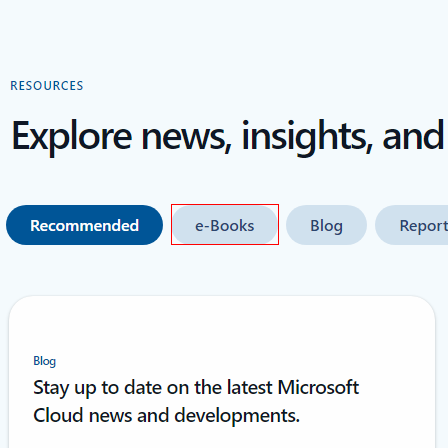 RESOURCES
Explore news, insights, and
Recommended
e-Books
Blog
Report
Blog
Stay up to date on the latest Microsoft
Cloud news and developments.